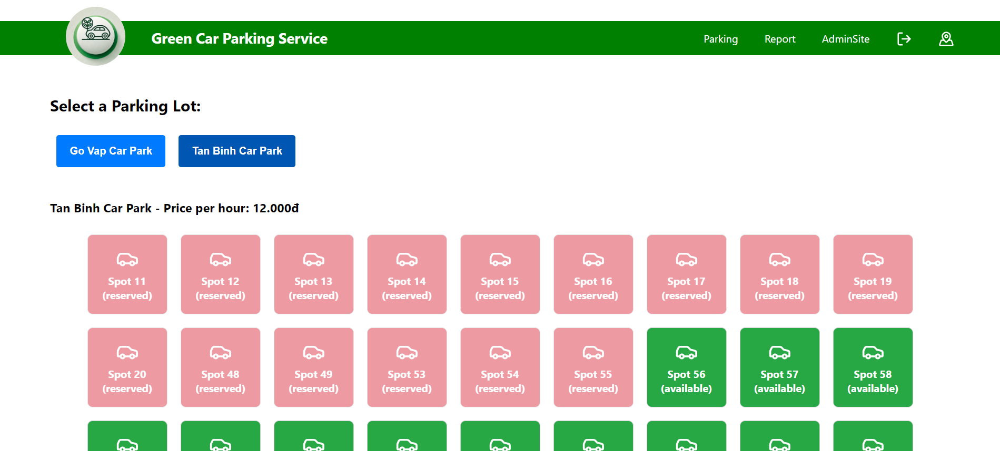 Green Car Parking Service
Parking Report AdminSite
Select a Parking Lot:
Go Vap Car Park Tan Binh Car Park
Tan Binh Car Park - Price per hour: 12.000đ
Spot 11 (reserved)
Spot 12 (reserved)
Spot 13 (reserved)
Spot 14 (reserved)
Spot 15 (reserved)
Spot 16 (reserved)
Spot 17 (reserved)
Spot 18 (reserved)
Spot 19 (reserved)
Spot 20 (reserved)
Spot 48 (reserved)
Spot 49 (reserved)
Spot 53 (reserved)
Spot 54 (reserved)
Spot 55 (reserved)
Spot 56 (available)
Spot 57 (available)
Spot 58 (available)